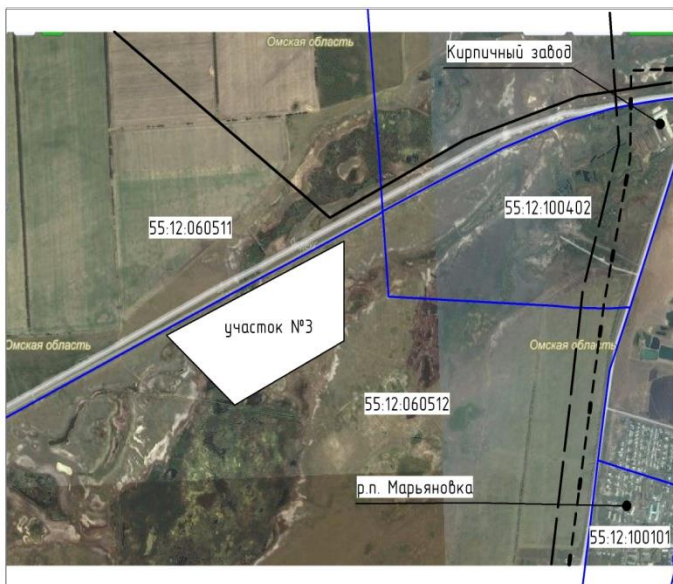 Омская область
Кирпичный завод
55:12:060511
55:12:100402
участок №3
Омская область
Омская область
55:12:060512
р.п. Марьяновка
55:12:100101